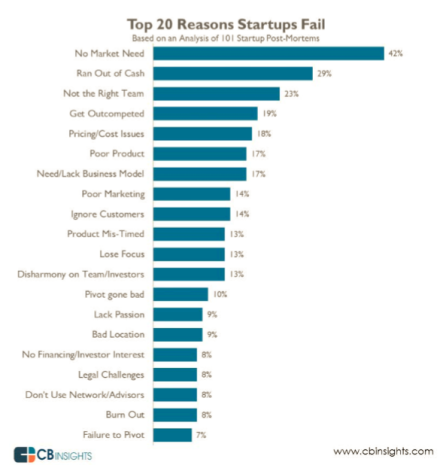 Top 20 Reasons Startups Fail
Based on an Analysis of 101 Startup Post-Mortems
No Market Need 42%
Ran Out of Cash 29%
Not the Right Team 23%
Get Outcompeted 19%
Pricing/Cost Issues 18%
Poor Product 17%
Need/Lack Business Model 17%
Poor Marketing 14%
Ignore Customers 14%
Product Mis-Timed 13%
Lose Focus 13%
Disharmony on Team/Investors 13%
Pivot gone bad 10%
Lack Passion 9%
Bad Location 9%
No Financing/Investor Interest 8%
Legal Challenges 8%
Don't Use Network/Advisors 8%
Burn Out 8%
Failure to Pivot 7%
CBINSIGHTS www.cbinsights.com